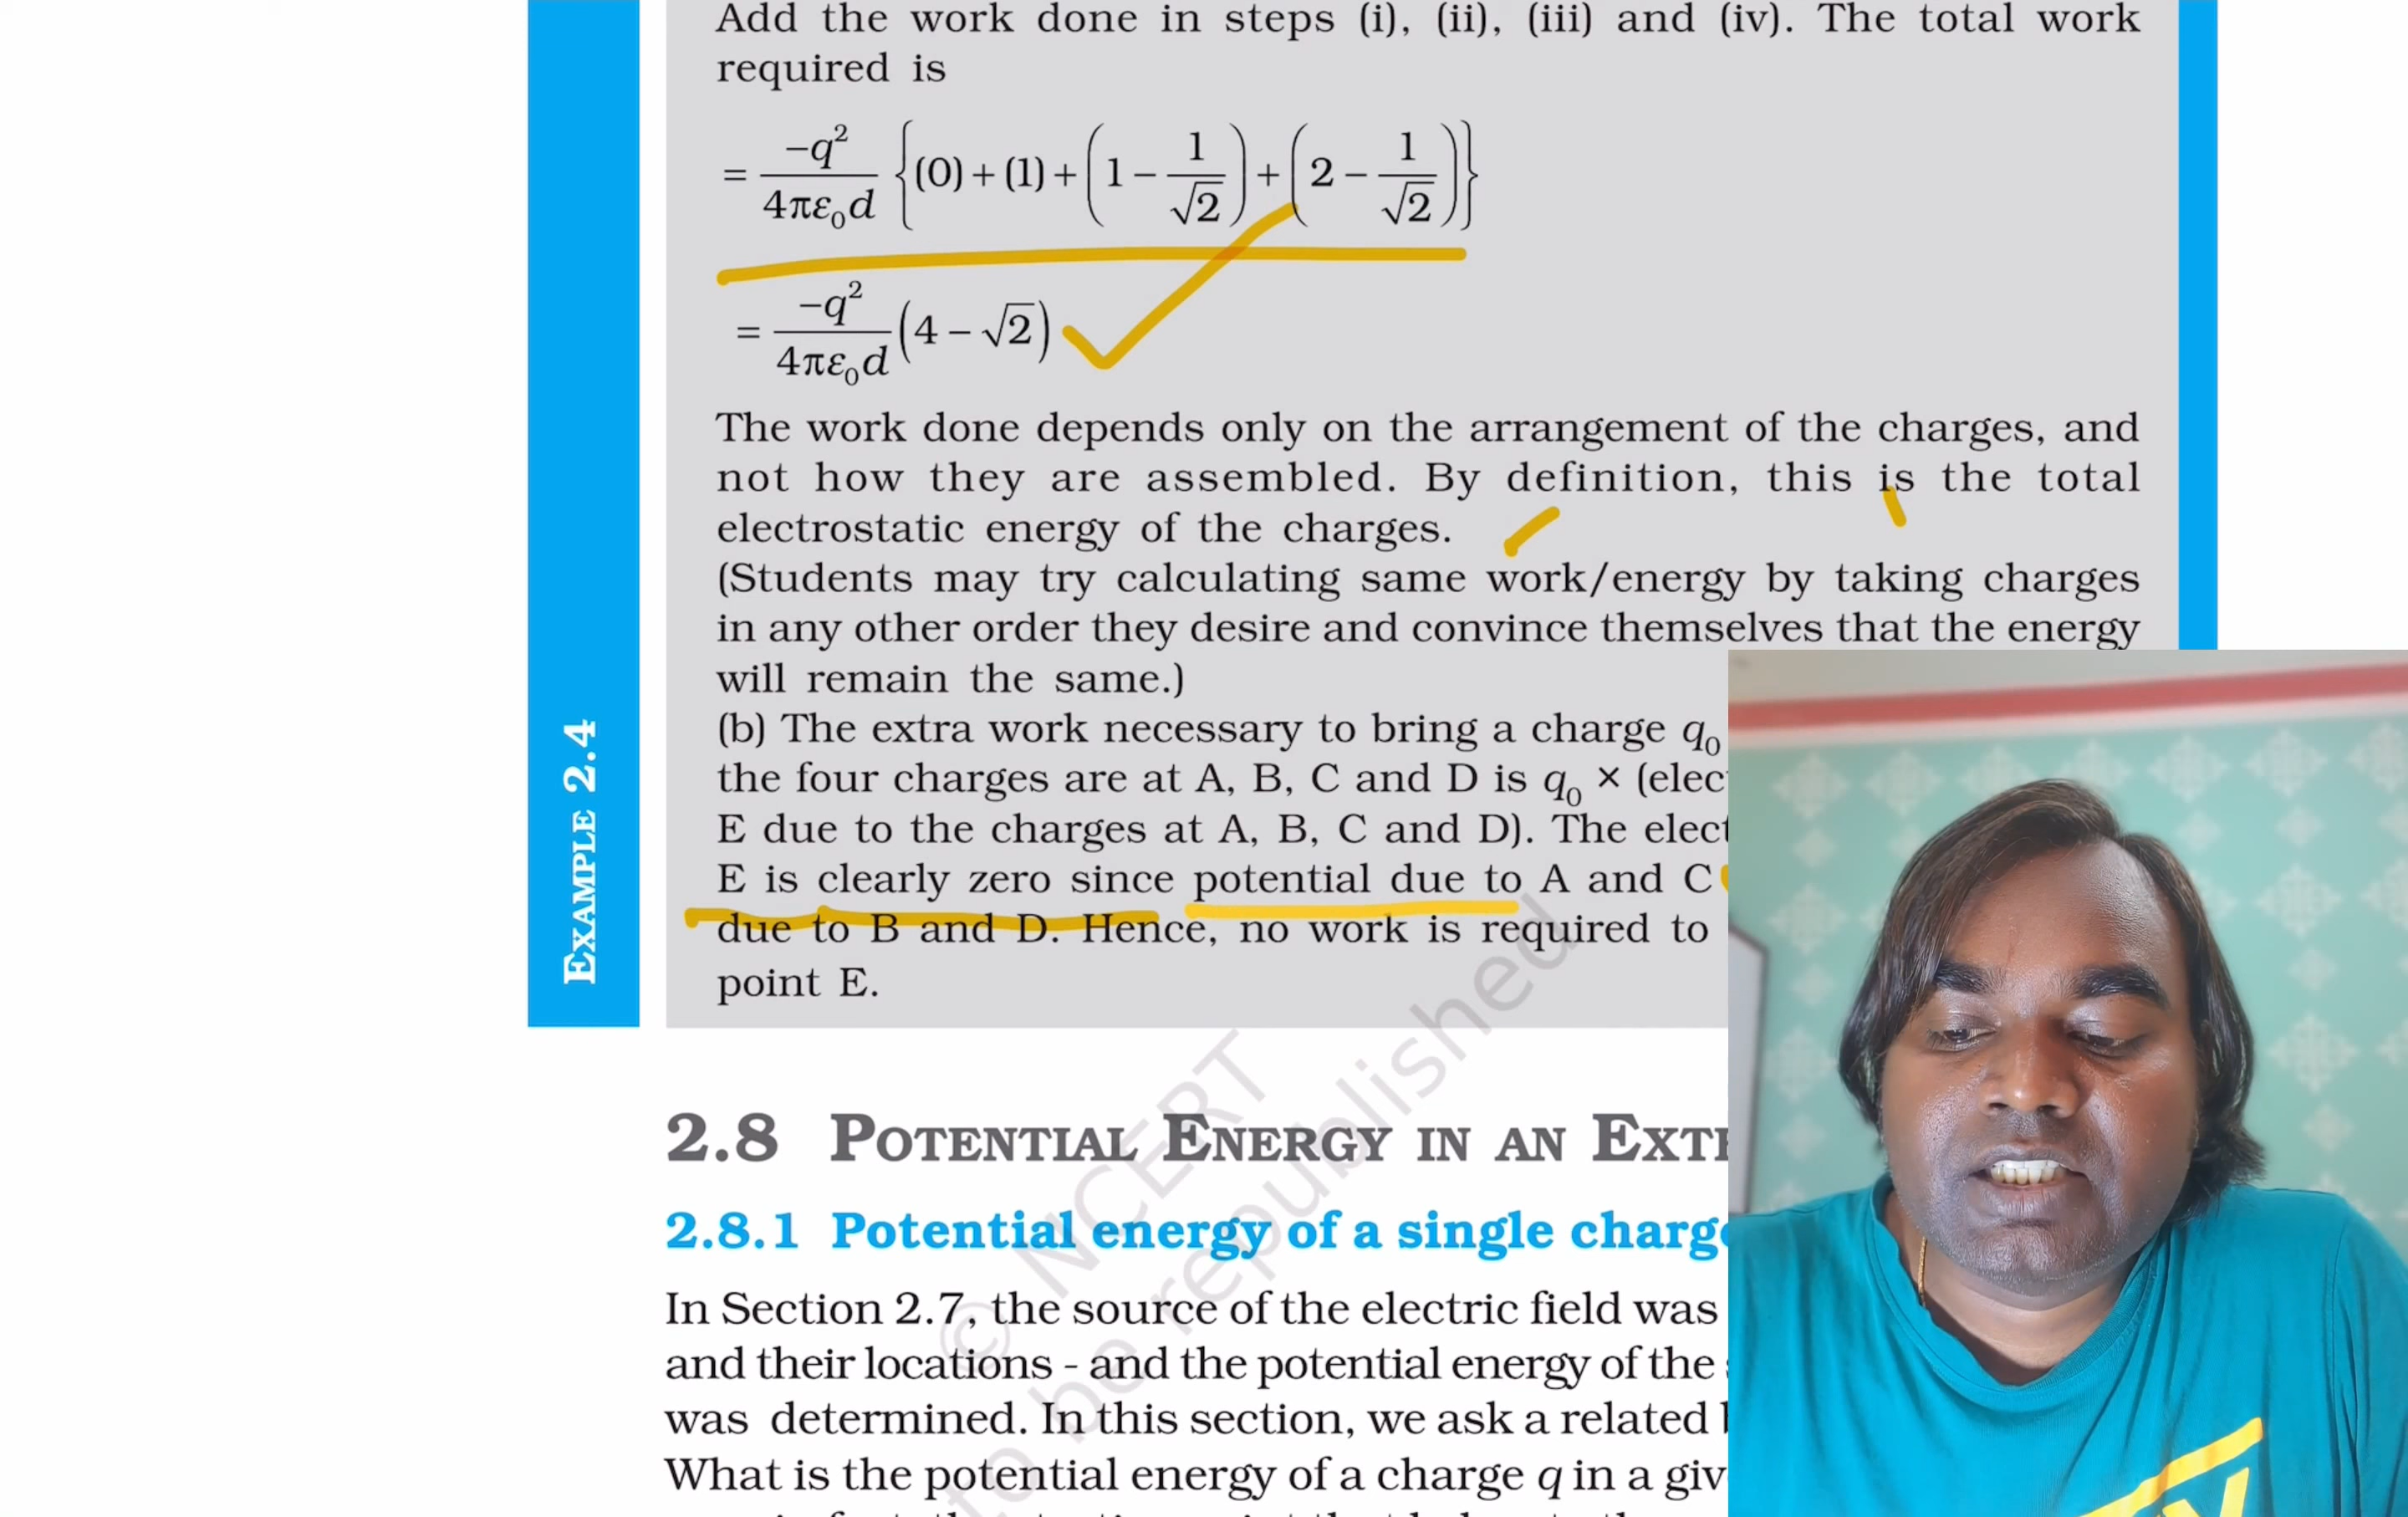 Add the work done in steps (i), (ii), (iii) and (iv). The total work
required is
= -q² / 4πε₀d {(0) + (1) + (1 – 1/√2) + (2 – 1/√2)}
= -q² / 4πε₀d (4 – √2)
The work done depends only on the arrangement of the charges, and
not how they are assembled. By definition, this is the total
electrostatic energy of the charges.
(Students may try calculating same work/energy by taking charges
in any other order they desire and convince themselves that the energy
will remain the same.)
(b) The extra work necessary to bring a charge q₀
the four charges are at A, B, C and D is q₀ × (elec
E due to the charges at A, B, C and D). The elect
E is clearly zero since potential due to A and C
due to B and D. Hence, no work is required to
point E.
EXAMPLE 2.4
2.8 POTENTIAL ENERGY IN AN EXTE
2.8.1 Potential energy of a single charge
In Section 2.7, the source of the electric field was
and their locations - and the potential energy of the
was determined. In this section, we ask a related
What is the potential energy of a charge q in a giv
© NCERT
to be republished